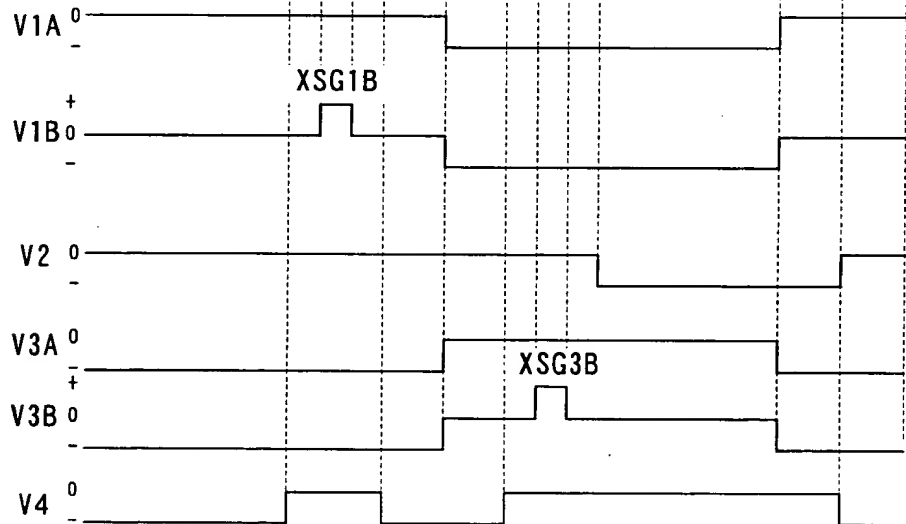 V1A 0
-
XSG1B
+
V1B 0
-
V2 0
-
V3A 0
-
XSG3B
+
V3B 0
-
V4 0
-